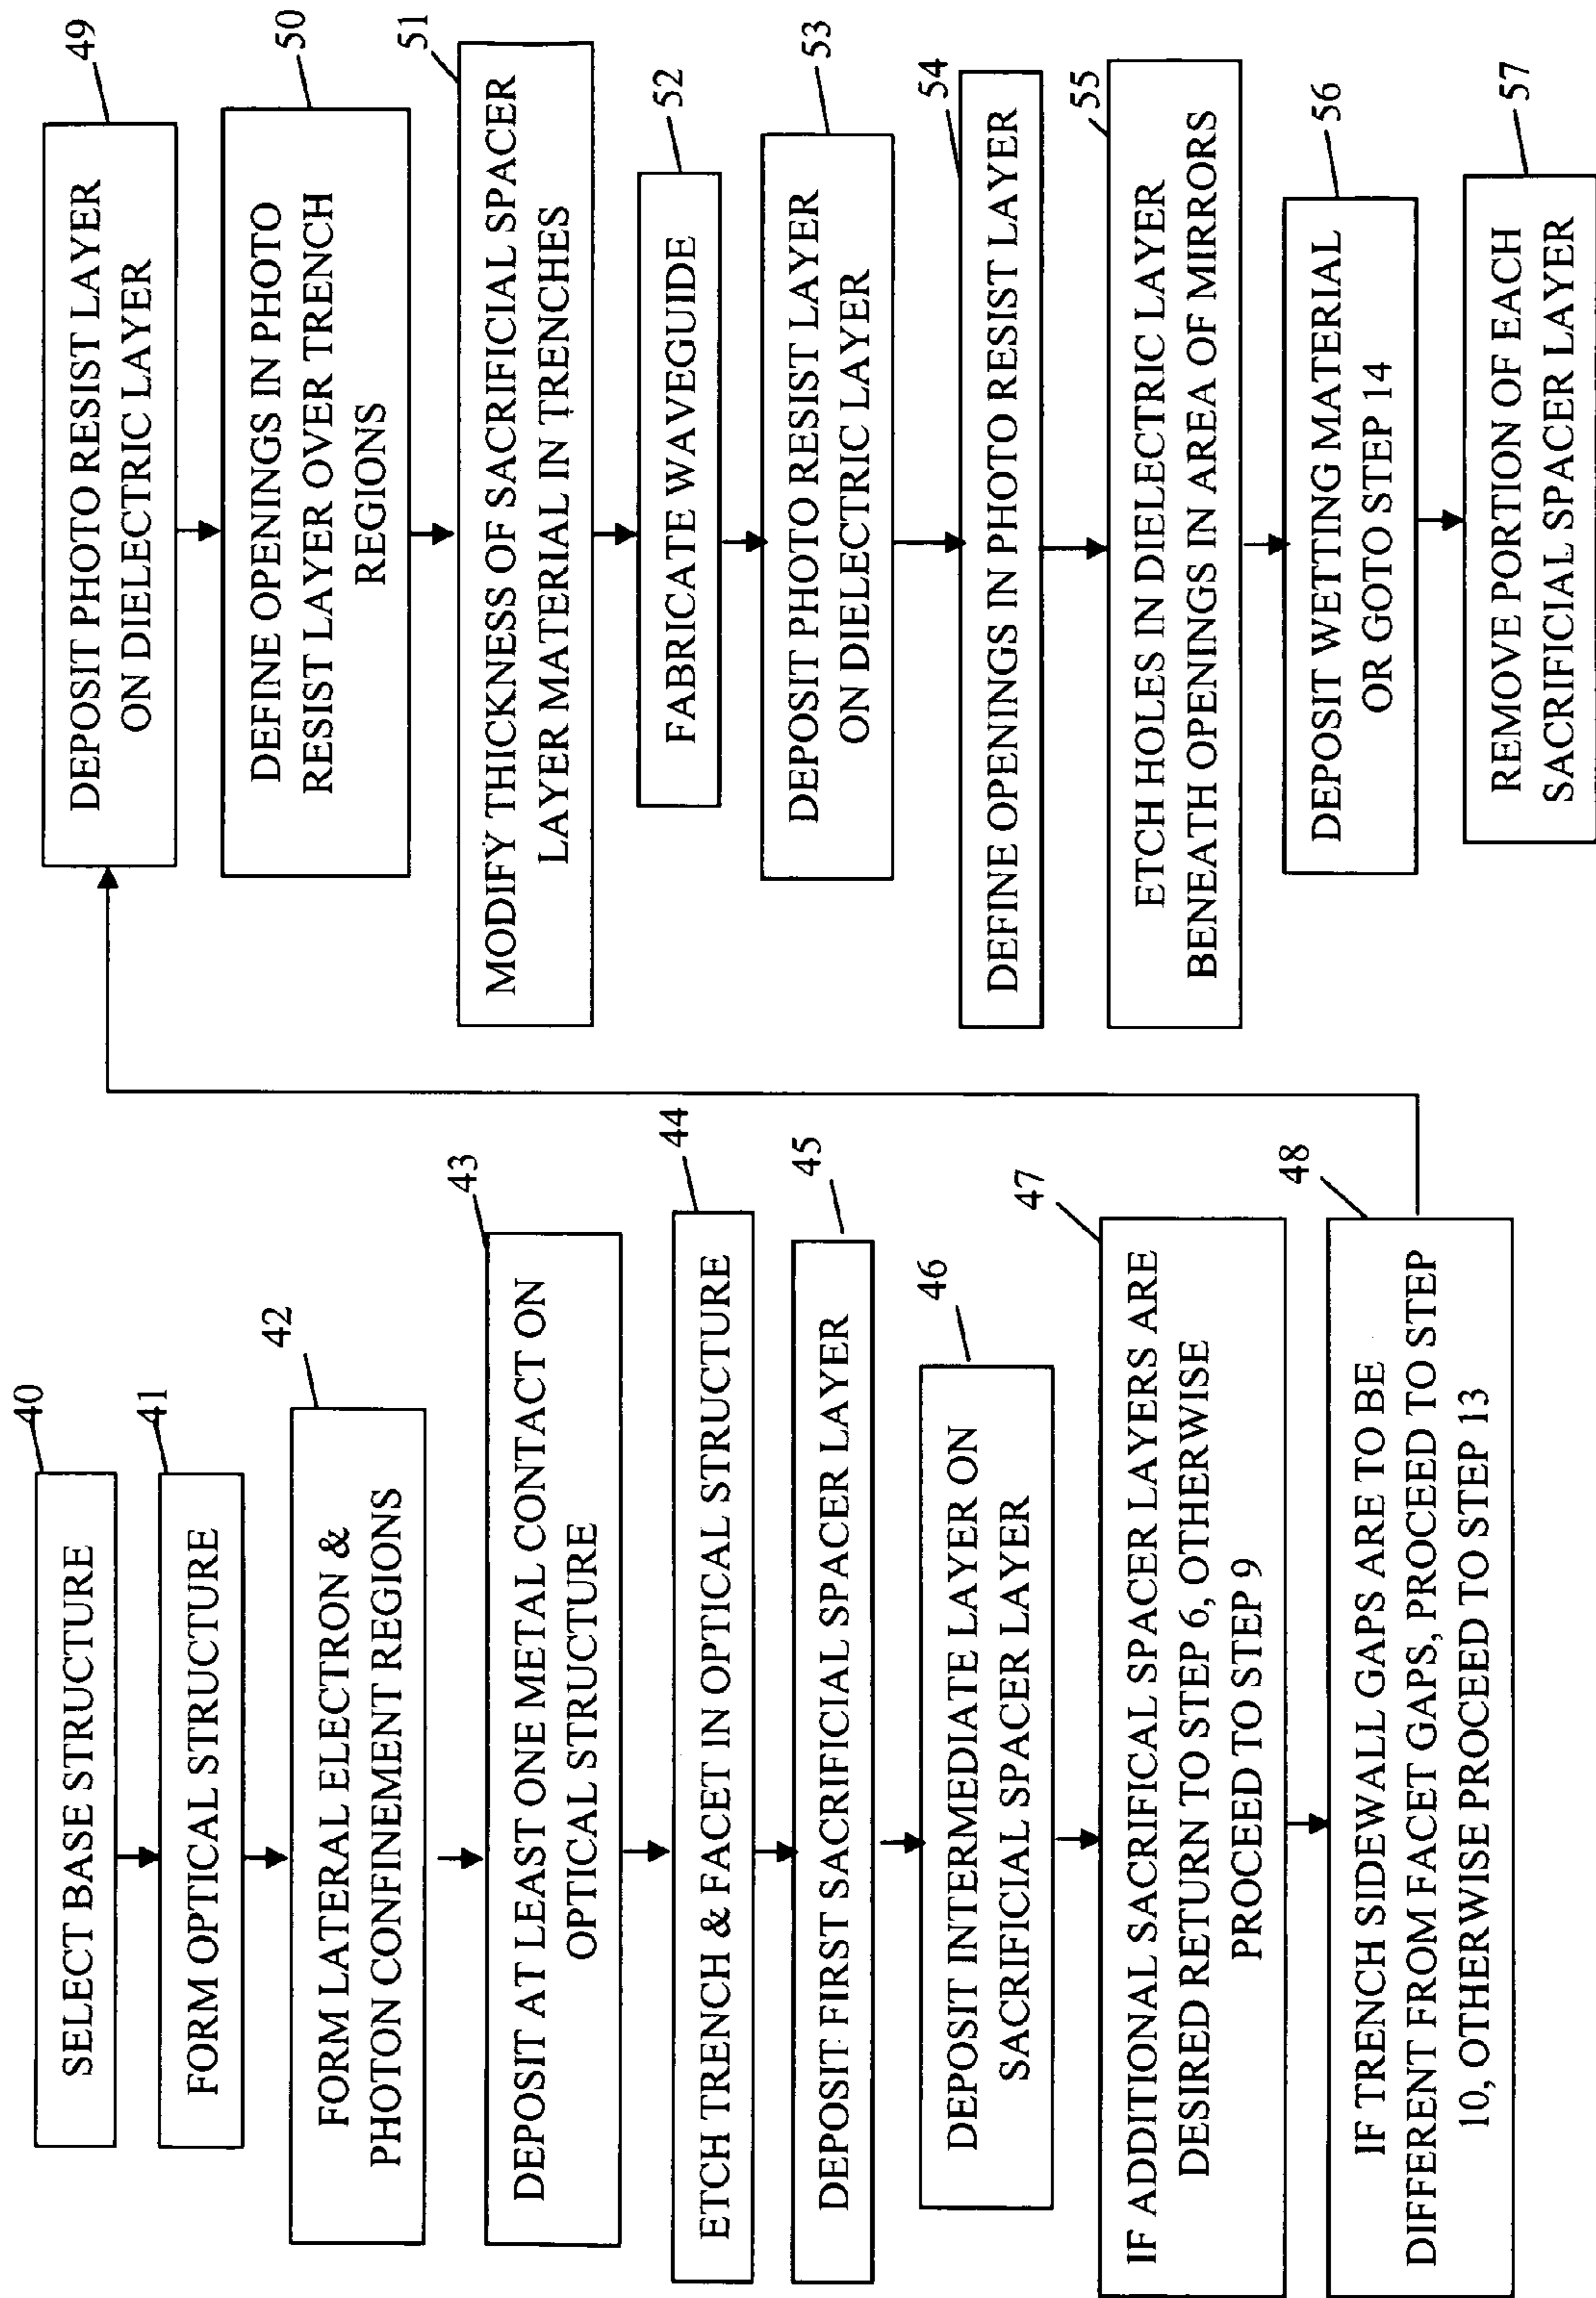 40
SELECT BASE STRUCTURE
41
FORM OPTICAL STRUCTURE
42
FORM LATERAL ELECTRON &
PHOTON CONFINEMENT REGIONS
43
DEPOSIT AT LEAST ONE METAL CONTACT ON
OPTICAL STRUCTURE
44
ETCH TRENCH & FACET IN OPTICAL STRUCTURE
45
DEPOSIT FIRST SACRIFICIAL SPACER LAYER
46
DEPOSIT INTERMEDIATE LAYER ON
SACRIFICIAL SPACER LAYER
47
IF ADDITIONAL SACRIFICAL SPACER LAYERS ARE
DESIRED RETURN TO STEP 6, OTHERWISE
PROCEED TO STEP 9
48
IF TRENCH SIDEWALL GAPS ARE TO BE
DIFFERENT FROM FACET GAPS, PROCEED TO STEP
10, OTHERWISE PROCEED TO STEP 13
49
DEPOSIT PHOTO RESIST LAYER
ON DIELECTRIC LAYER
50
DEFINE OPENINGS IN PHOTO
RESIST LAYER OVER TRENCH
REGIONS
51
MODIFY THICKNESS OF SACRIFICIAL SPACER
LAYER MATERIAL IN TRENCHES
52
FABRICATE WAVEGUIDE
53
DEPOSIT PHOTO RESIST LAYER
ON DIELECTRIC LAYER
54
DEFINE OPENINGS IN PHOTO RESIST LAYER
55
ETCH HOLES IN DIELECTRIC LAYER
BENEATH OPENINGS IN AREA OF MIRRORS
56
DEPOSIT WETTING MATERIAL
OR GOTO STEP 14
57
REMOVE PORTION OF EACH
SACRIFICIAL SPACER LAYER